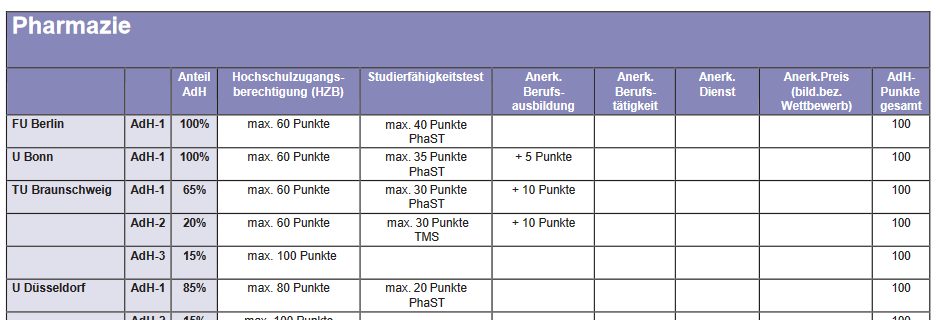 Pharmazie
Anteil AdH Hochschulzugangs-berechtigung (HZB) Studierfähigkeitstest Anerk. Berufs-ausbildung Anerk. Berufs-tätigkeit Anerk. Dienst Anerk.Preis (bild.bez. Wettbewerb) AdH-Punkte gesamt
FU Berlin AdH-1 100% max. 60 Punkte max. 40 Punkte PhaST 100
U Bonn AdH-1 100% max. 60 Punkte max. 35 Punkte PhaST + 5 Punkte 100
TU Braunschweig AdH-1 65% max. 60 Punkte max. 30 Punkte PhaST + 10 Punkte 100
AdH-2 20% max. 60 Punkte max. 30 Punkte TMS + 10 Punkte 100
AdH-3 15% max. 100 Punkte 100
U Düsseldorf AdH-1 85% max. 80 Punkte max. 20 Punkte PhaST 100
AdH-2 15% max. 100 Punkte 100